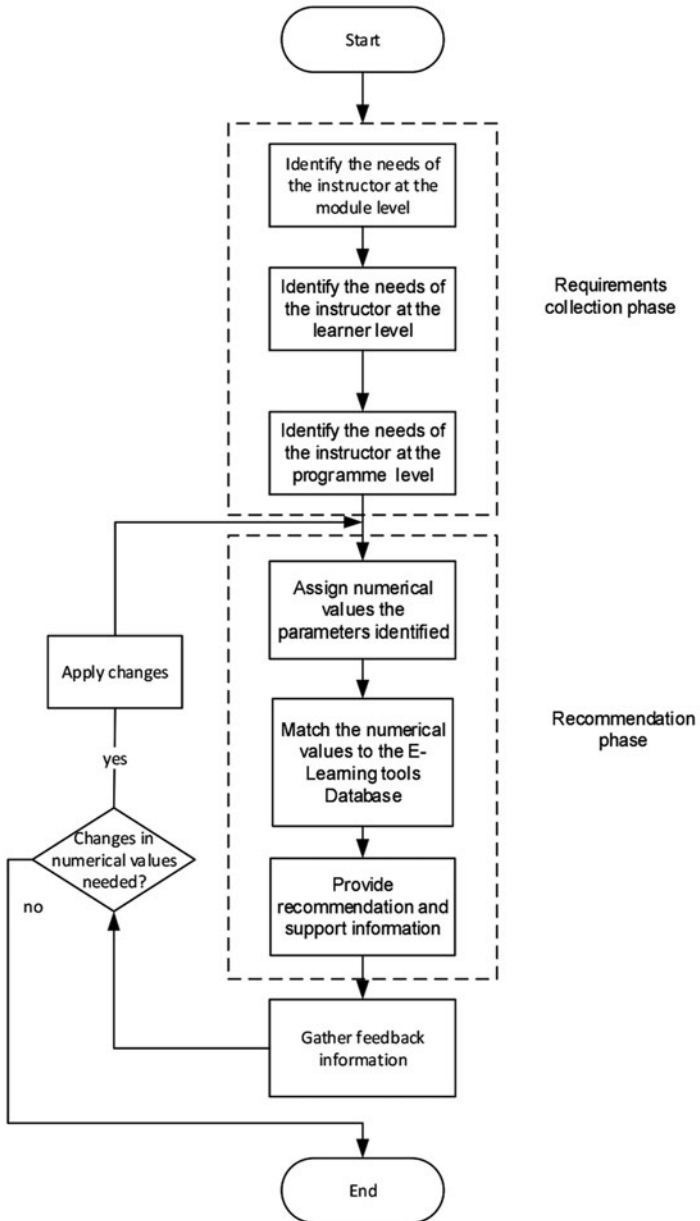 Start
Identify the needs of
the instructor at the
module level
Identify the needs of
the instructor at the
learner level
Requirements
collection phase
Identify the needs of
the instructor at the
programme level
Assign numerical
values the
parameters identified
Apply changes
Match the numerical
values to the E-
Learning tools
Database
Recommendation
phase
yes
Changes in
numerical values
needed?
no
Provide
recommendation and
support information
Gather feedback
information
End